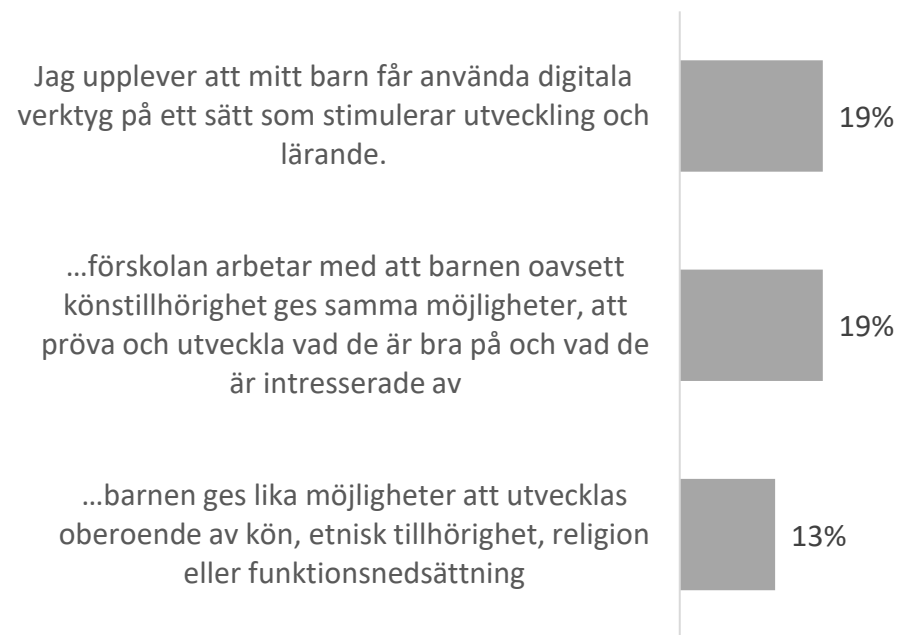 Jag upplever att mitt barn får använda digitala
verktyg på ett sätt som stimulerar utveckling och
lärande.
19%
…förskolan arbetar med att barnen oavsett
könstillhörighet ges samma möjligheter, att
pröva och utveckla vad de är bra på och vad de
är intresserade av
19%
…barnen ges lika möjligheter att utvecklas
oberoende av kön, etnisk tillhörighet, religion
eller funktionsnedsättning
13%